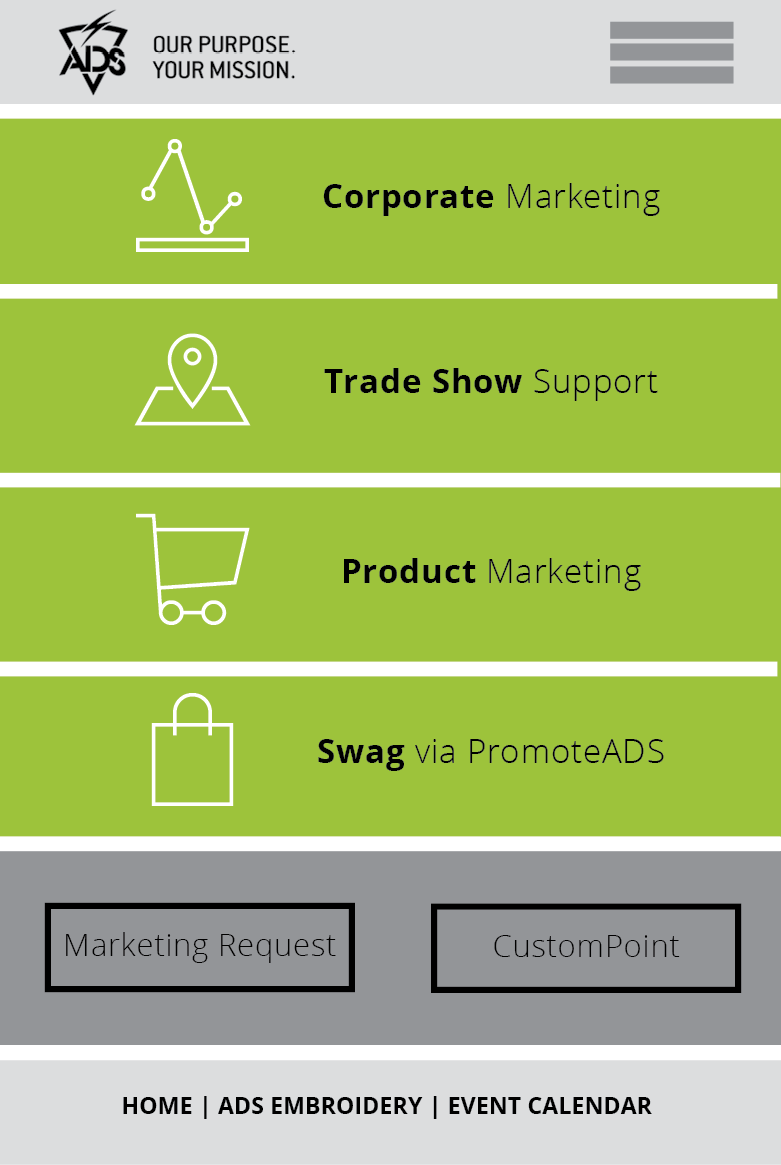 ADS
OUR PURPOSE.
YOUR MISSION.
Corporate Marketing
Trade Show Support
Product Marketing
Swag via PromoteADS
Marketing Request
CustomPoint
HOME | ADS EMBROIDERY | EVENT CALENDAR